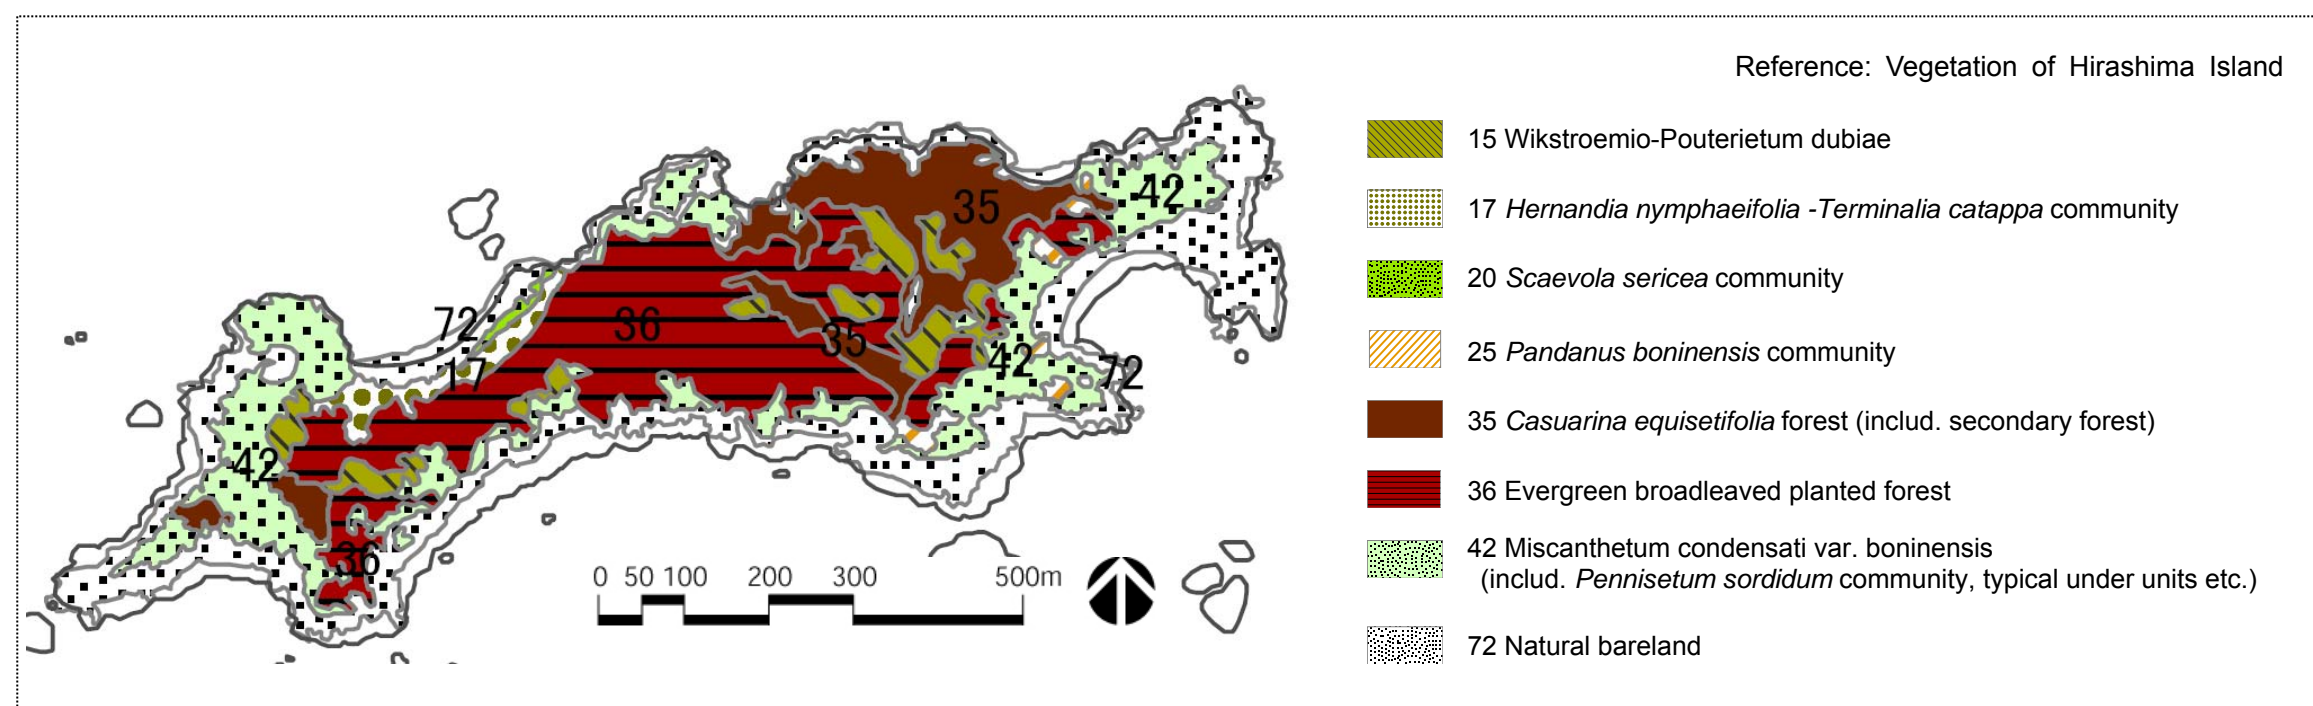 Reference: Vegetation of Hirashima Island
15 Wikstroemio-Pouterietum dubiae
17 Hernandia nymphaeifolia -Terminalia catappa community
20 Scaevola sericea community
25 Pandanus boninensis community
35 Casuarina equisetifolia forest (includ. secondary forest)
36 Evergreen broadleaved planted forest
42 Miscanthetum condensati var. boninensis
(includ. Pennisetum sordidum community, typical under units etc.)
72 Natural bareland
42
35
72
36
35
42
72
17
42
36
0 50 100 200 300 500m